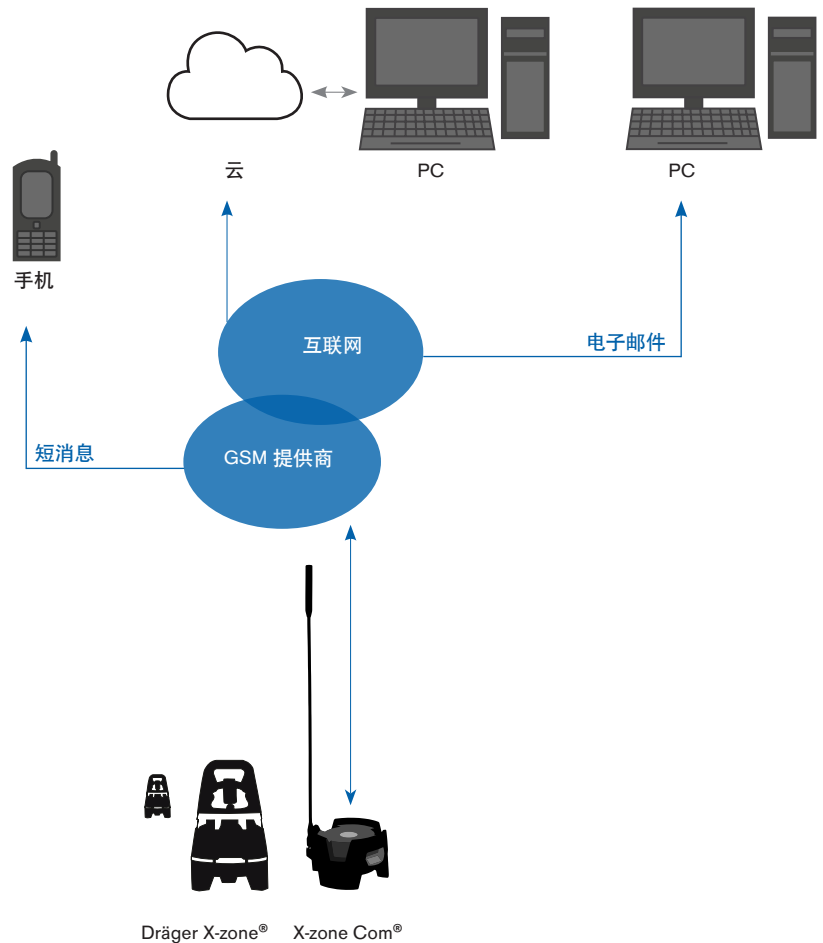 云
PC
PC
手机
互联网
电子邮件
短消息
GSM 提供商
Dräger X-zone®
X-zone Com®